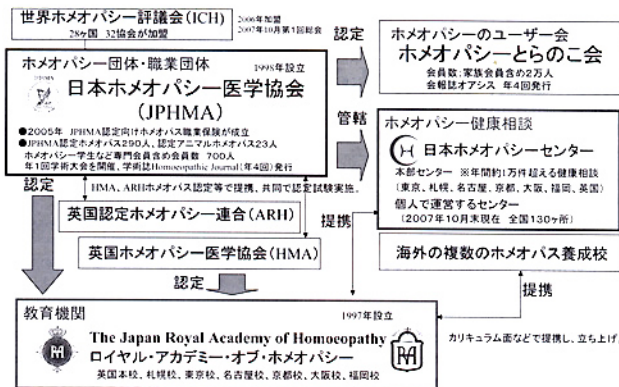 世界ホメオパシー評議会(ICH)
28ヶ国 32協会が加盟
2006年加盟
2007年10月第1回総会
ホメオパシー団体・職業団体
1998年設立
日本ホメオパシー医学協会
(JPHMA)
●2005年 JPHMA認定向けホメオパス職業保険が成立
●JPHMA認定ホメオパス290人、認定アニマルホメオパス23人
ホメオパシー学生など専門会員含め会員数 700人
年1回学術大会を開催、学術誌Homoeopathic Journal(年4回)発行
認定
ホメオパシーのユーザー会
ホメオパシーとらのこ会
会員数:家族会員含め2万人
会報誌オアシス 年4回発行
管轄
ホメオパシー健康相談
日本ホメオパシーセンター
本部センター ※年間約1万件超える健康相談
(東京、札幌、名古屋、京都、大阪、福岡、英国)
個人で運営するセンター
(2007年10月末現在 全国130ヶ所)
認定
HMA、ARHホメオパス認定等で提携、共同で認定試験実施。
英国認定ホメオパシー連合(ARH)
英国ホメオパシー医学協会(HMA)
提携
認定
海外の複数のホメオパス養成校
提携
教育機関
1997年設立
The Japan Royal Academy of Homoeopathy
ロイヤル・アカデミー・オブ・ホメオパシー
英国本校、札幌校、東京校、名古屋校、京都校、大阪校、福岡校
カリキュラム面などで提携し、立ち上げ。